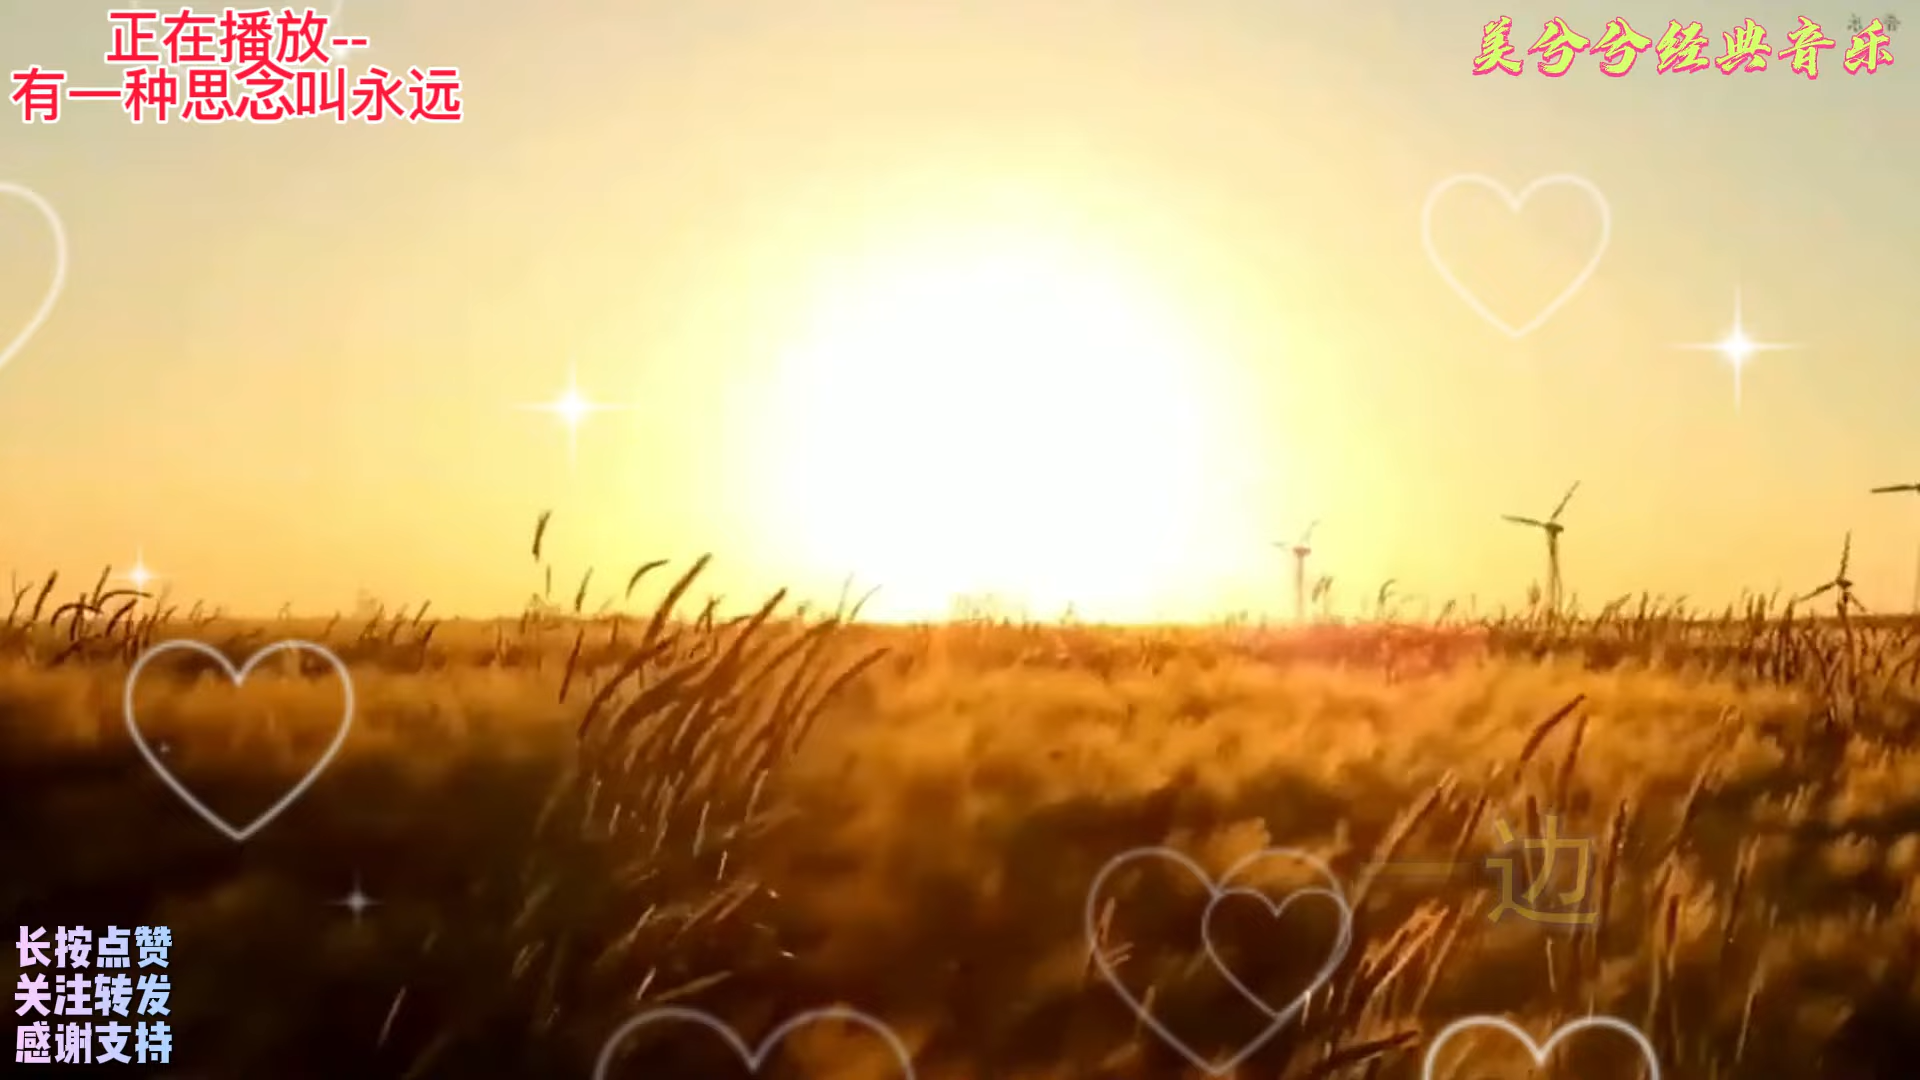 正在播放--
有一种思念叫永远
美兮兮经典音乐
一边
长按点赞
关注转发
感谢支持